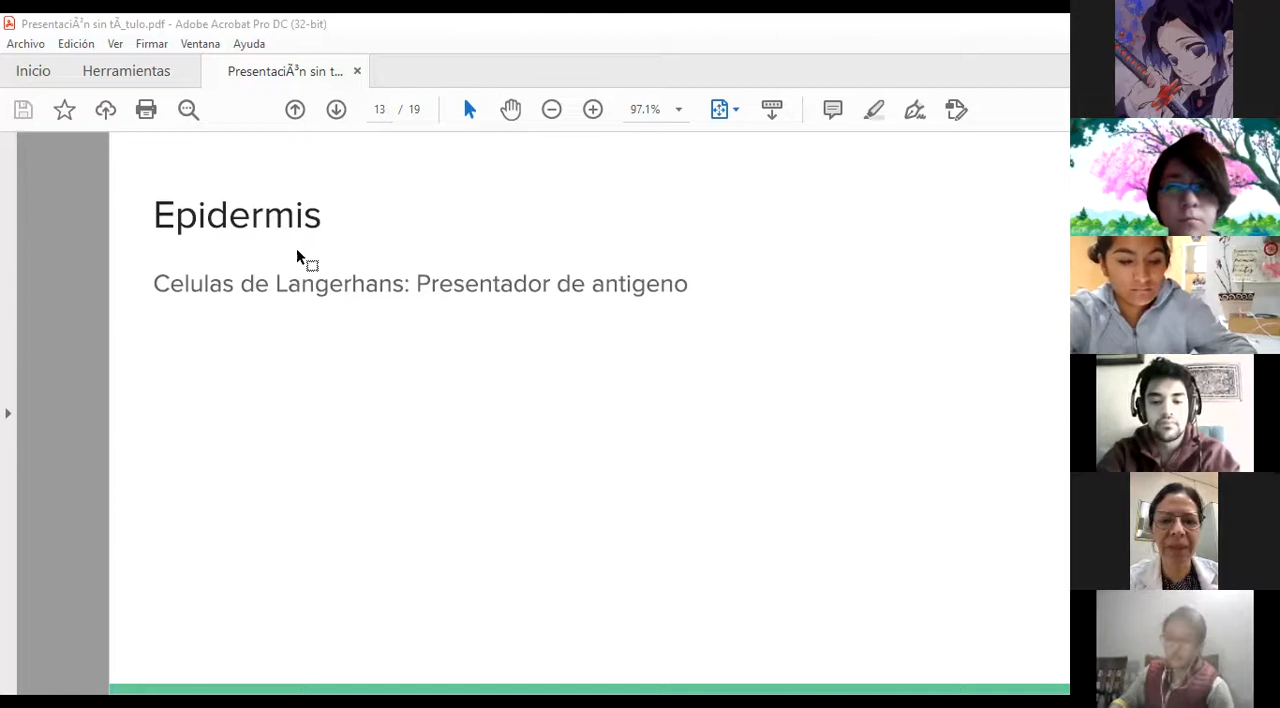 PresentaciÃ³n sin tÃ_tulo.pdf - Adobe Acrobat Pro DC (32-bit)
Archivo Edición Ver Firmar Ventana Ayuda
Inicio Herramientas PresentaciÃ³n sin t... ×
13 / 19 97.1%
Epidermis
Celulas de Langerhans: Presentador de antigeno